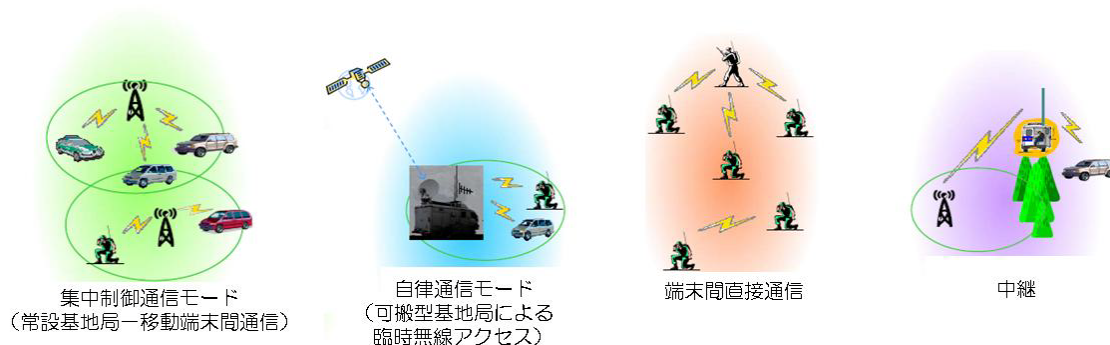 集中制御通信モード
（常設基地局ー移動端末間通信）
自律通信モード
（可搬型基地局による
臨時無線アクセス）
端末間直接通信
中継